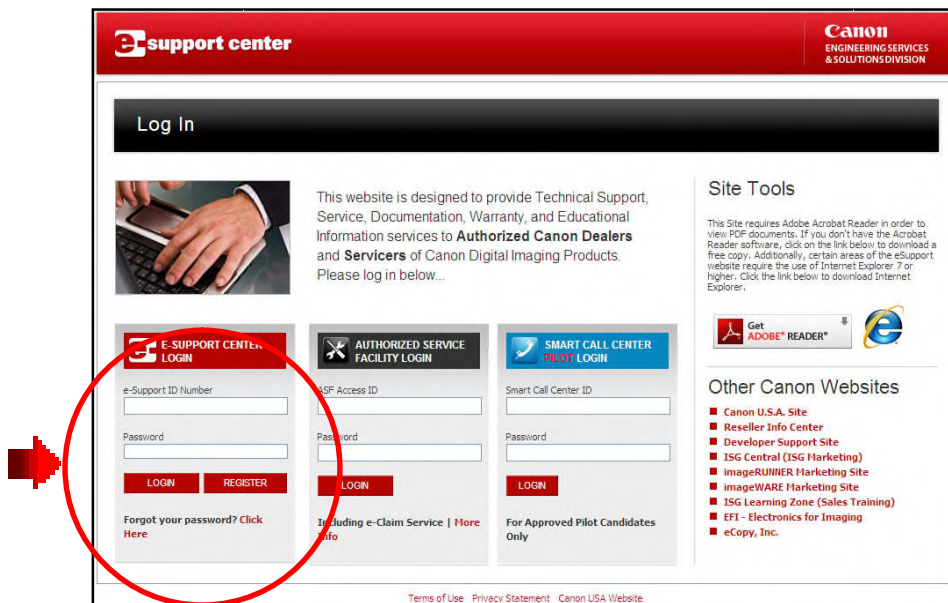 e-support center
Canon
ENGINEERING SERVICES
& SOLUTIONS DIVISION
Log In
This website is designed to provide Technical Support,
Service, Documentation, Warranty, and Educational
Information services to Authorized Canon Dealers
and Servicers of Canon Digital Imaging Products.
Please log in below...
Site Tools
This Site requires Adobe Acrobat Reader in order to
view PDF documents. If you don't have the Acrobat
Reader software, click on the link below to download a
free copy. Additionally, certain areas of the eSupport
website require the use of Internet Explorer 7 or
higher. Click the link below to download Internet
Explorer.
Get
ADOBE® READER®
e- E-SUPPORT CENTER
LOGIN
e-Support ID Number
Password
LOGIN REGISTER
Forgot your password? Click
Here
AUTHORIZED SERVICE
FACILITY LOGIN
ASF Access ID
Password
LOGIN
Including e-Claim Service | More
Info
SMART CALL CENTER
PILOT LOGIN
Smart Call Center ID
Password
LOGIN
For Approved Pilot Candidates
Only
Other Canon Websites
Canon U.S.A. Site
Reseller Info Center
Developer Support Site
ISG Central (ISG Marketing)
imageRUNNER Marketing Site
imageWARE Marketing Site
ISG Learning Zone (Sales Training)
EFI - Electronics for Imaging
eCopy, Inc.
Terms of Use Privacy Statement Canon USA Website